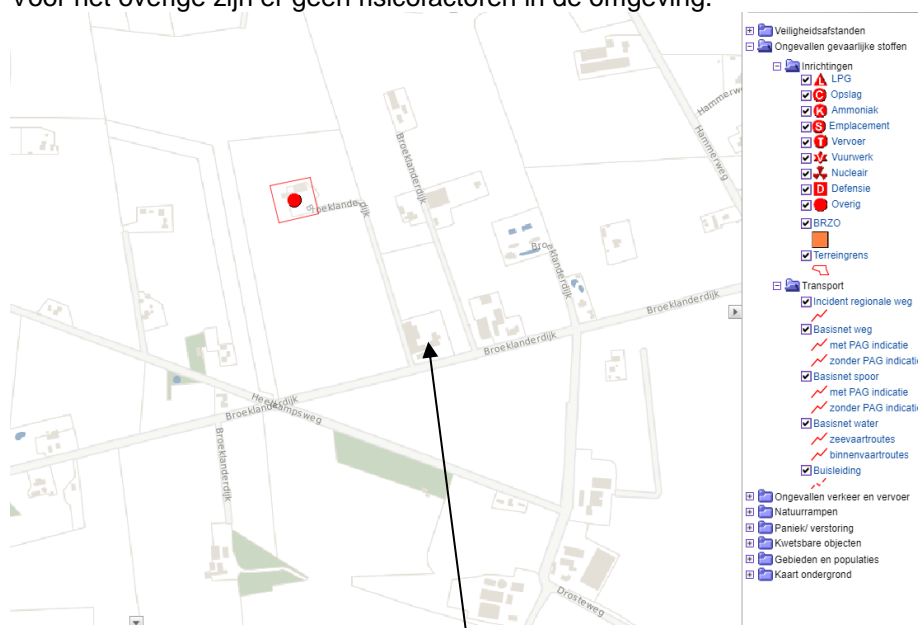 Voor het overige zijn er geen risicofactoren in de omgeving.
Hammerweg
Hammerweg
Broeklanderdijk
Broeklanderdijk
Broeklanderdijk
Broeklanderdijk
Broeklanderdijk
Heetkampsweg
Broeklanderdijk
Broeklanderdijk
Drosteweg
Veiligheidsafstanden
Ongevallen gevaarlijke stoffen
Inrichtingen
L LPG
C Opslag
K Ammoniak
S Emplacement
T Vervoer
V Vuurwerk
Nucleair
D Defensie
Overig
BRZO
Terreingrens
Transport
Incident regionale weg
Basisnet weg
met PAG indicatie
zonder PAG indicatie
Basisnet spoor
met PAG indicatie
zonder PAG indicatie
Basisnet water
zeevaartroutes
binnenvaartroutes
Buisleiding
Ongevallen verkeer en vervoer
Natuurrampen
Paniek/ verstoring
Kwetsbare objecten
Gebieden en populaties
Kaart ondergrond